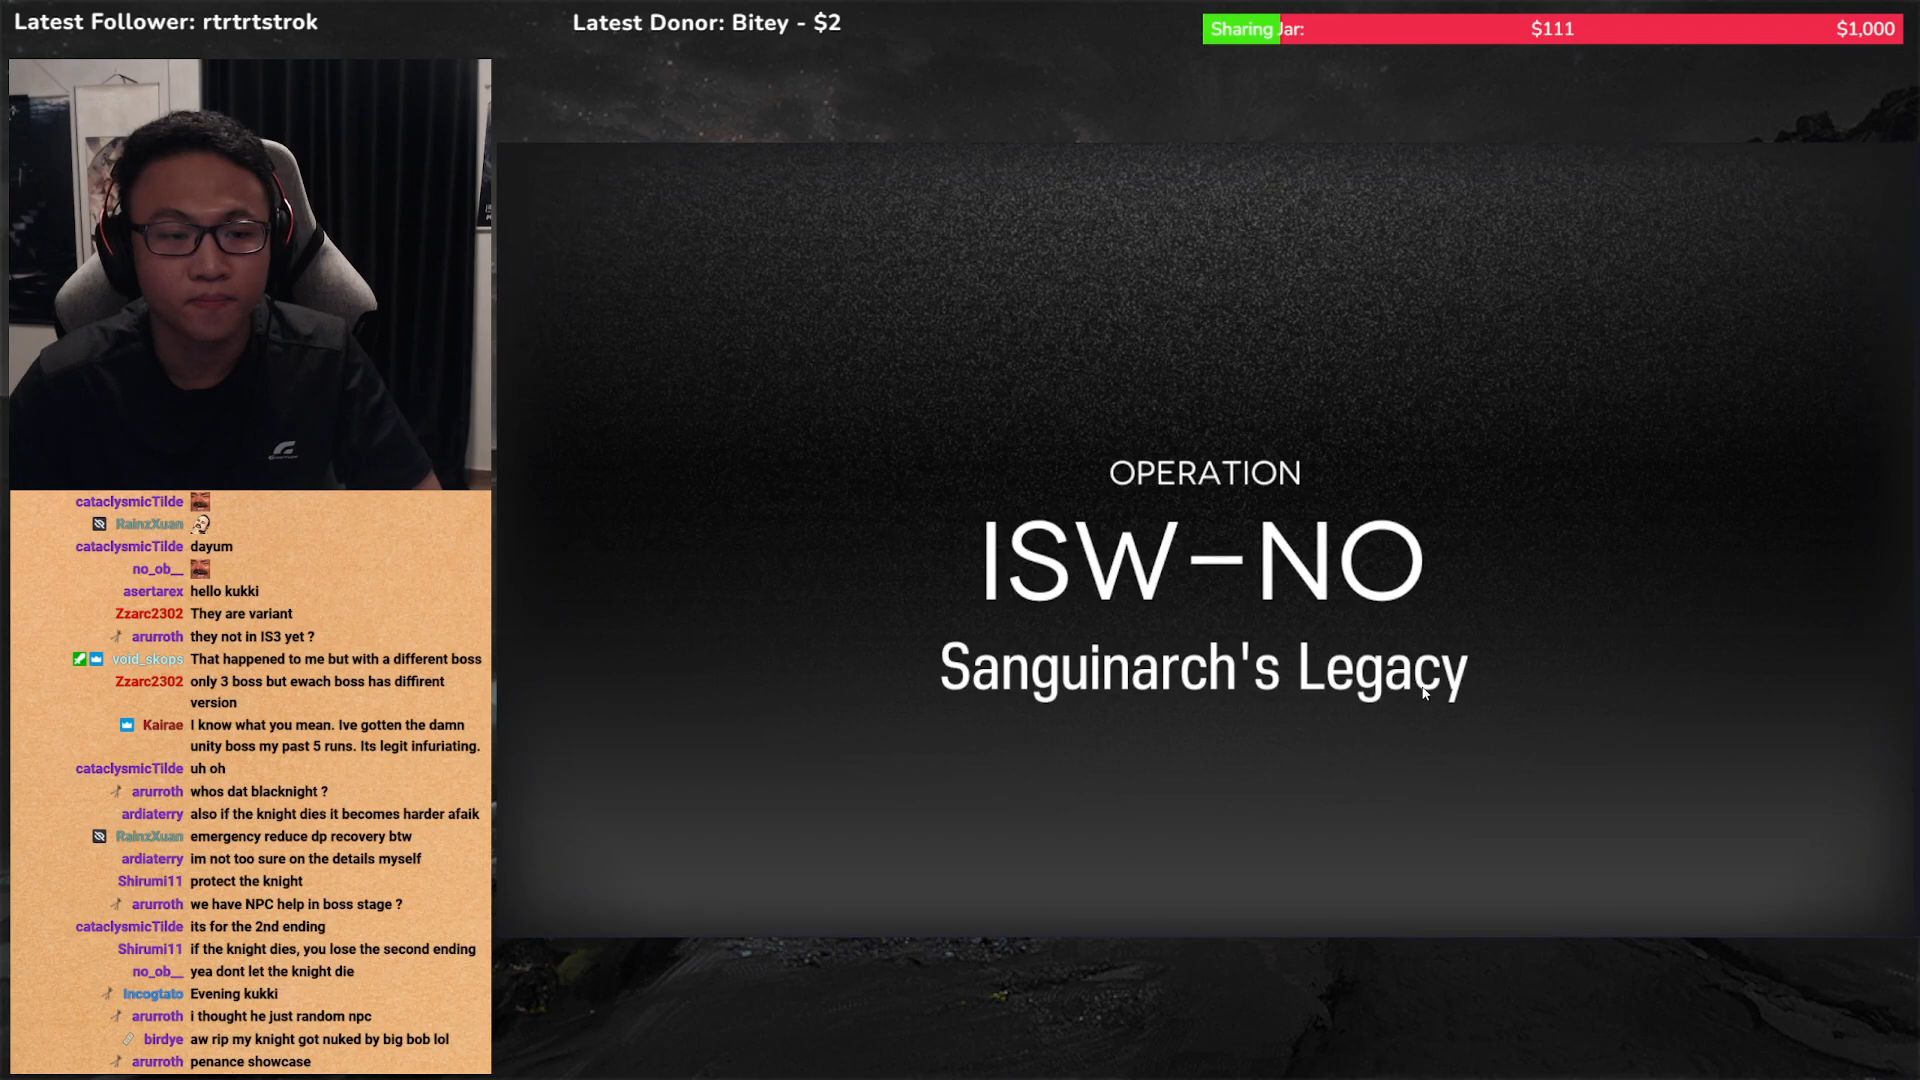 Latest Follower: rtrtrtstrok
Latest Donor: Bitey - $2
Sharing Jar: $111 $1,000
OPERATION
ISW-NO
Sanguinarch's Legacy
cataclysmicTilde
RainzXuan
cataclysmicTilde dayum
no_ob__
asertarex hello kukki
Zzarc2302 They are variant
arurroth they not in IS3 yet ?
void_skops That happened to me but with a different boss
Zzarc2302 only 3 boss but ewach boss has diffirent
version
Kairae I know what you mean. Ive gotten the damn
unity boss my past 5 runs. Its legit infuriating.
cataclysmicTilde uh oh
arurroth whos dat blacknight ?
ardiaterry also if the knight dies it becomes harder afaik
RainzXuan emergency reduce dp recovery btw
ardiaterry im not too sure on the details myself
Shirumi11 protect the knight
arurroth we have NPC help in boss stage ?
cataclysmicTilde its for the 2nd ending
Shirumi11 if the knight dies, you lose the second ending
no_ob__ yea dont let the knight die
Incogtato Evening kukki
arurroth i thought he just random npc
birdye aw rip my knight got nuked by big bob lol
arurroth penance showcase